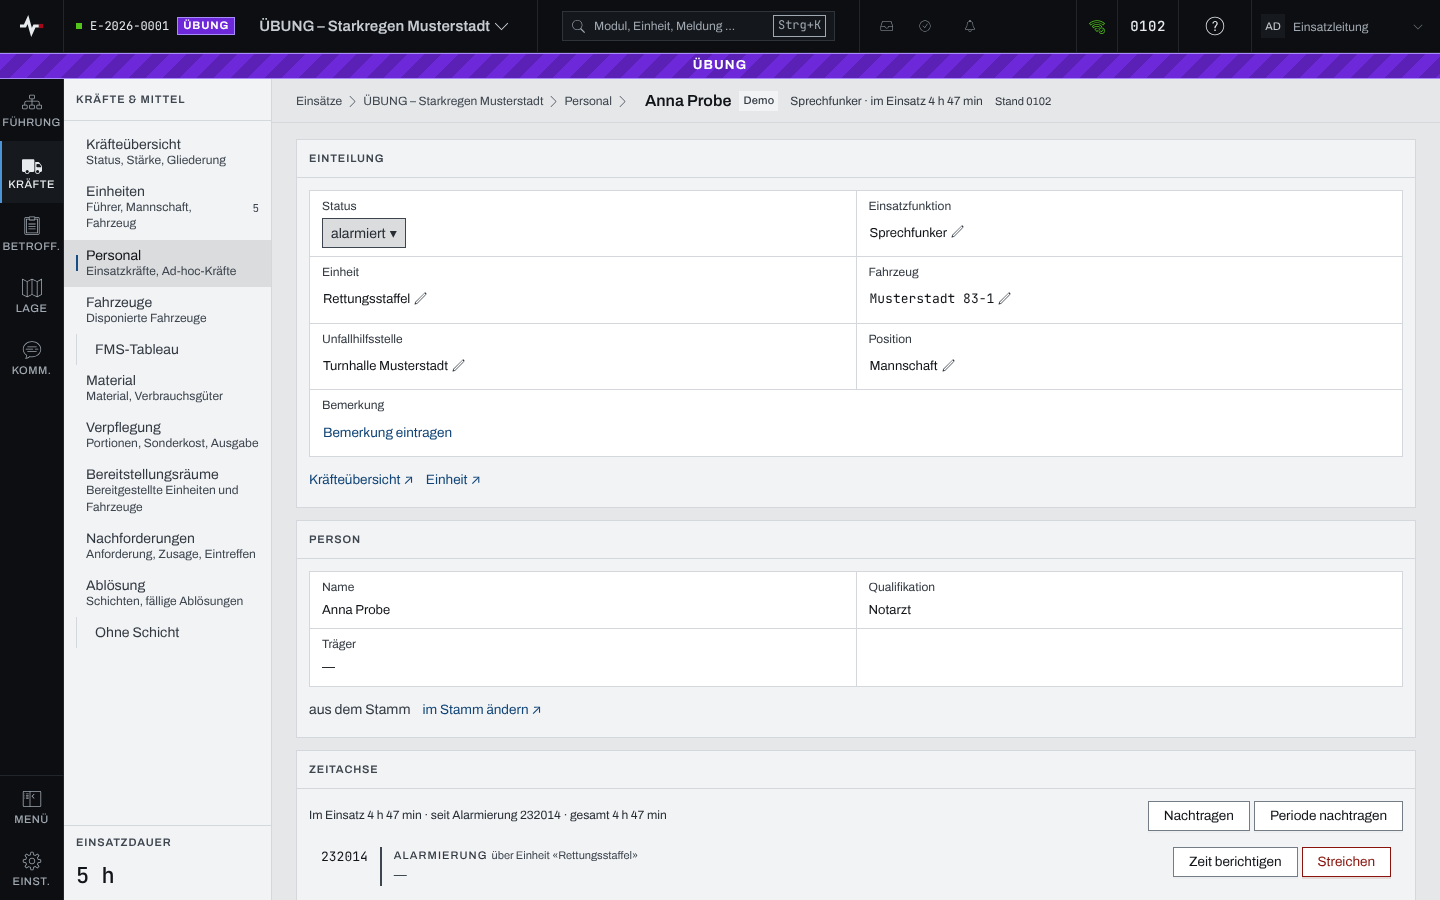 E-2026-0001 ÜBUNG ÜBUNG – Starkregen Musterstadt Modul, Einheit, Meldung ... Strg+K 0102 ? AD Einsatzleitung
ÜBUNG
FÜHRUNG
KRÄFTE
BETROFF.
LAGE
KOMM.
MENÜ
EINST.
KRÄFTE & MITTEL
Kräfteübersicht
Status, Stärke, Gliederung
Einheiten
Führer, Mannschaft,
Fahrzeug
5
Personal
Einsatzkräfte, Ad-hoc-Kräfte
Fahrzeuge
Disponierte Fahrzeuge
FMS-Tableau
Material
Material, Verbrauchsgüter
Verpflegung
Portionen, Sonderkost, Ausgabe
Bereitstellungsräume
Bereitgestellte Einheiten und
Fahrzeuge
Nachforderungen
Anforderung, Zusage, Eintreffen
Ablösung
Schichten, fällige Ablösungen
Ohne Schicht
EINSATZDAUER
5 h
Einsätze ÜBUNG – Starkregen Musterstadt Personal Anna Probe Demo Sprechfunker · im Einsatz 4 h 47 min Stand 0102
EINTEILUNG
Status
alarmiert ▾
Einsatzfunktion
Sprechfunker
Einheit
Rettungsstaffel
Fahrzeug
Musterstadt 83-1
Unfallhilfsstelle
Turnhalle Musterstadt
Position
Mannschaft
Bemerkung
Bemerkung eintragen
Kräfteübersicht ↗ Einheit ↗
PERSON
Name
Anna Probe
Qualifikation
Notarzt
Träger
—
aus dem Stamm im Stamm ändern ↗
ZEITACHSE
Im Einsatz 4 h 47 min · seit Alarmierung 232014 · gesamt 4 h 47 min
Nachtragen Periode nachtragen
232014 ALARMIERUNG über Einheit «Rettungsstaffel»
—
Zeit berichtigen Streichen